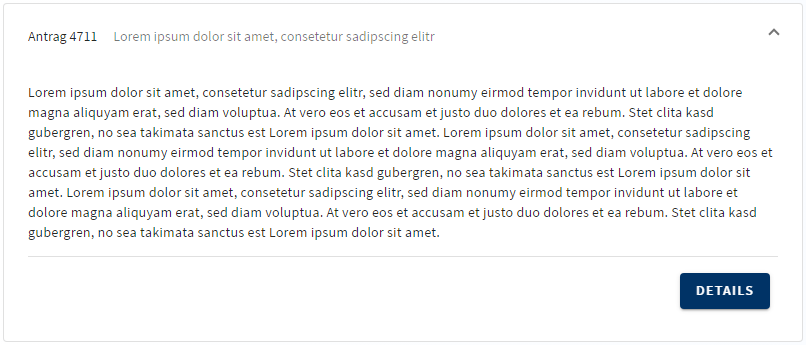 Antrag 4711 Lorem ipsum dolor sit amet, consetetur sadipscing elitr
Lorem ipsum dolor sit amet, consetetur sadipscing elitr, sed diam nonumy eirmod tempor invidunt ut labore et dolore
magna aliquyam erat, sed diam voluptua. At vero eos et accusam et justo duo dolores et ea rebum. Stet clita kasd
gubergren, no sea takimata sanctus est Lorem ipsum dolor sit amet. Lorem ipsum dolor sit amet, consetetur sadipscing
elitr, sed diam nonumy eirmod tempor invidunt ut labore et dolore magna aliquyam erat, sed diam voluptua. At vero eos et
accusam et justo duo dolores et ea rebum. Stet clita kasd gubergren, no sea takimata sanctus est Lorem ipsum dolor sit
amet. Lorem ipsum dolor sit amet, consetetur sadipscing elitr, sed diam nonumy eirmod tempor invidunt ut labore et
dolore magna aliquyam erat, sed diam voluptua. At vero eos et accusam et justo duo dolores et ea rebum. Stet clita kasd
gubergren, no sea takimata sanctus est Lorem ipsum dolor sit amet.
DETAILS